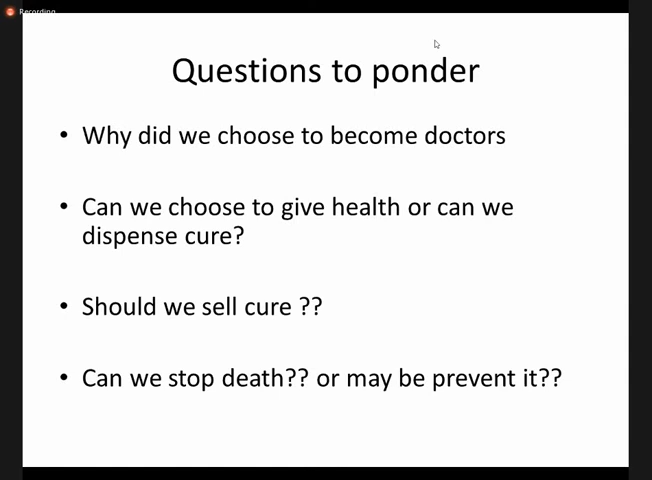 Recording
Questions to ponder
• Why did we choose to become doctors
• Can we choose to give health or can we
dispense cure?
• Should we sell cure ??
• Can we stop death?? or may be prevent it??